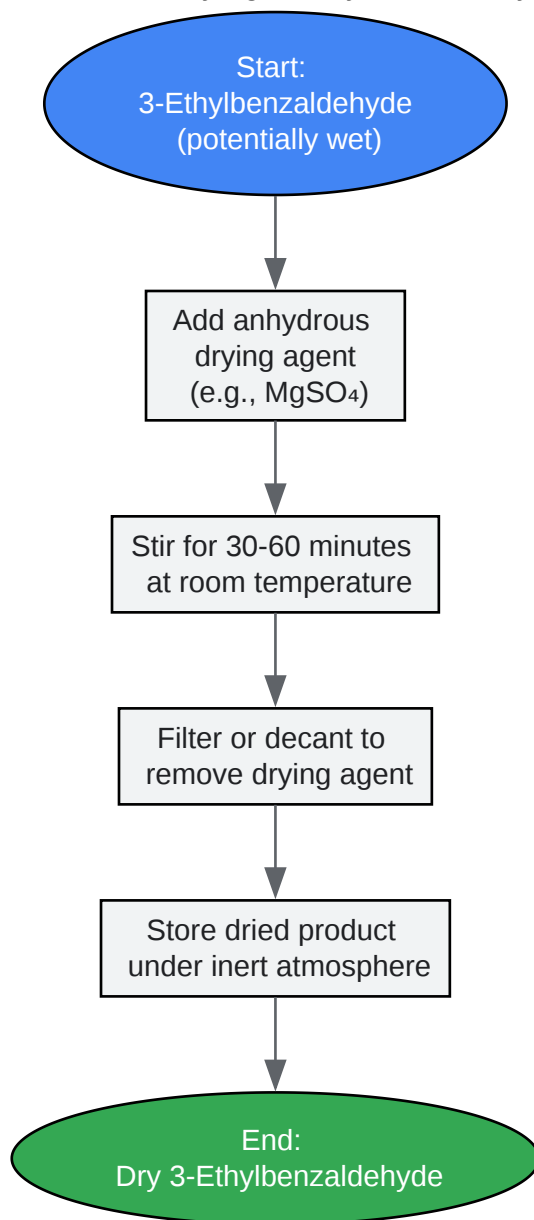 Start:
3-Ethylbenzaldehyde
(potentially wet)
Add anhydrous
drying agent
(e.g., MgSO₄)
Stir for 30-60 minutes
at room temperature
Filter or decant to
remove drying agent
Store dried product
under inert atmosphere
End:
Dry 3-Ethylbenzaldehyde